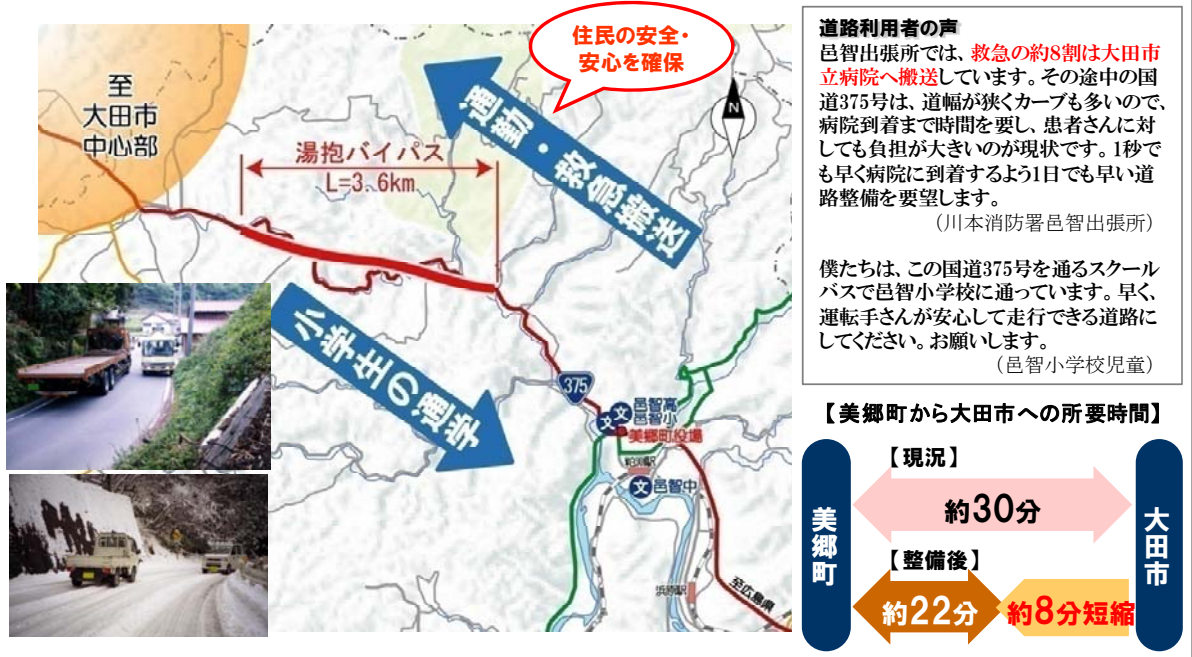 住民の安全・
安心を確保
至
大田市
中心部
湯抱バイパス
L=3.6km
通勤・救急搬送
N
小学生の通学
375
文
文
邑智高
邑智小
美郷町役場
粕渕駅
文
邑智中
浜原駅
至広島県
道路利用者の声
邑智出張所では、救急の約8割は大田市
立病院へ搬送しています。その途中の国
道375号は、道幅が狭くカーブも多いので、
病院到着まで時間を要し、患者さんに対
しても負担が大きいのが現状です。1秒で
も早く病院に到着するよう1日でも早い道
路整備を要望します。
（川本消防署邑智出張所）
僕たちは、この国道375号を通るスクール
バスで邑智小学校に通っています。早く、
運転手さんが安心して走行できる道路に
してください。お願いします。
（邑智小学校児童）
【美郷町から大田市への所要時間】
【現況】
美郷町
約30分
大田市
【整備後】
約22分
約8分短縮